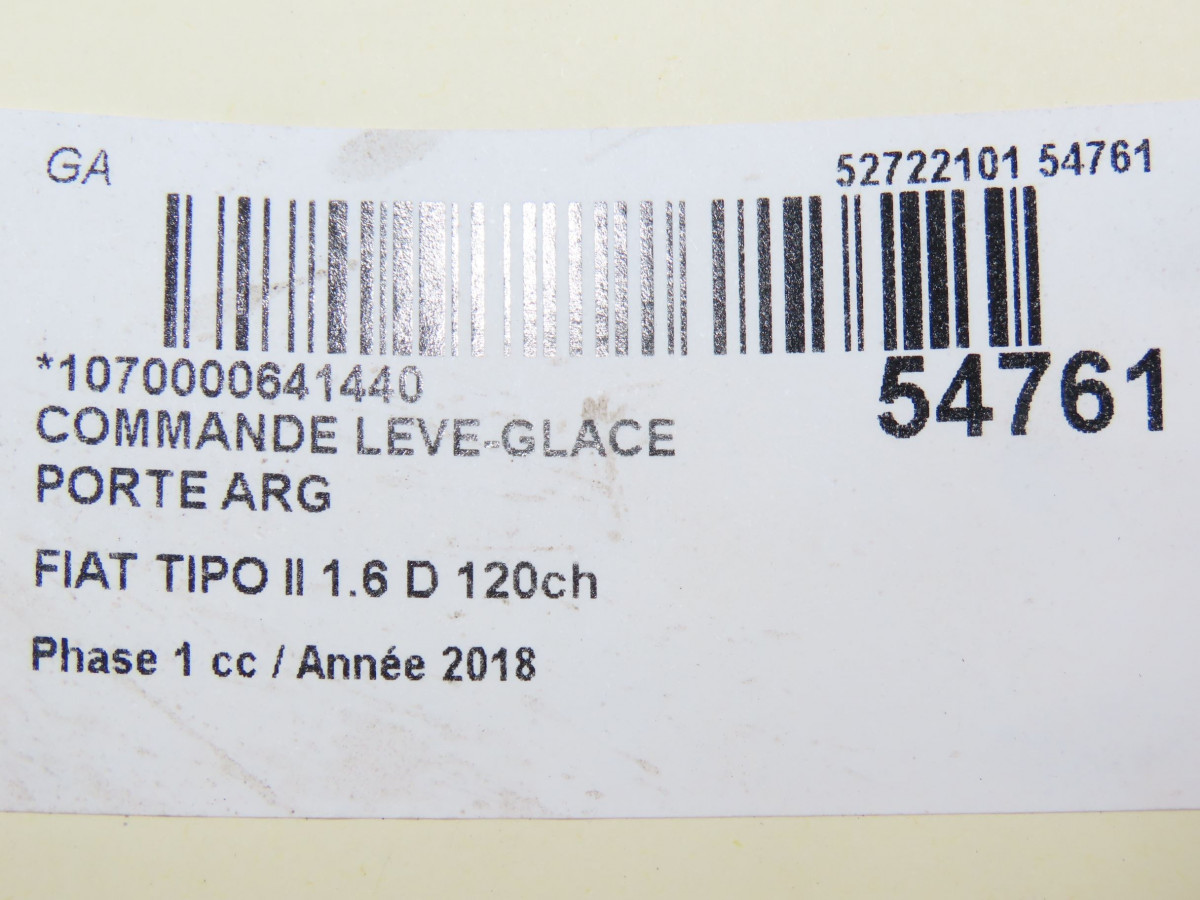 GA
52722101 54761
*1070000641440
54761
COMMANDE LEVE-GLACE
PORTE ARG
FIAT TIPO II 1.6 D 120ch
Phase 1 cc / Année 2018